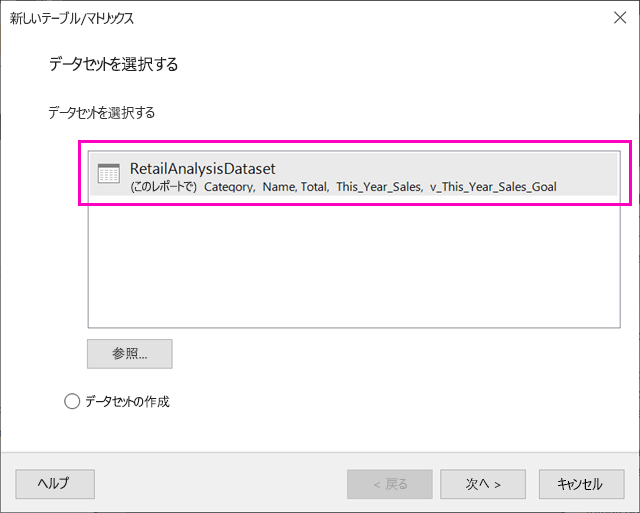 新しいテーブル/マトリックス
データセットを選択する
データセットを選択する
RetailAnalysisDataset
(このレポートで) Category, Name, Total, This_Year_Sales, v_This_Year_Sales_Goal
参照...
データセットの作成
ヘルプ
< 戻る
次へ >
キャンセル